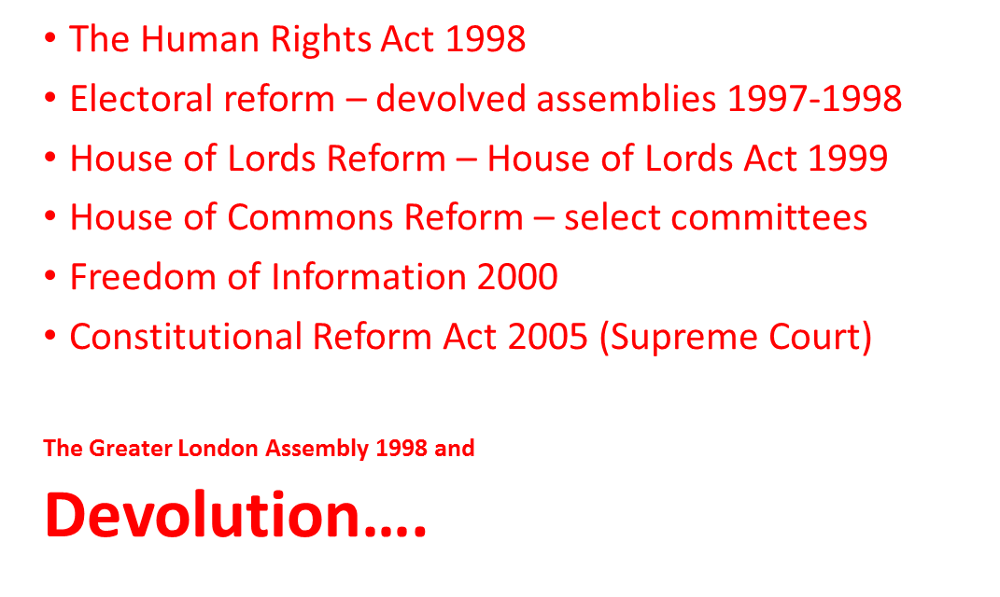 • The Human Rights Act 1998
• Electoral reform – devolved assemblies 1997-1998
• House of Lords Reform – House of Lords Act 1999
• House of Commons Reform – select committees
• Freedom of Information 2000
• Constitutional Reform Act 2005 (Supreme Court)
The Greater London Assembly 1998 and
Devolution....